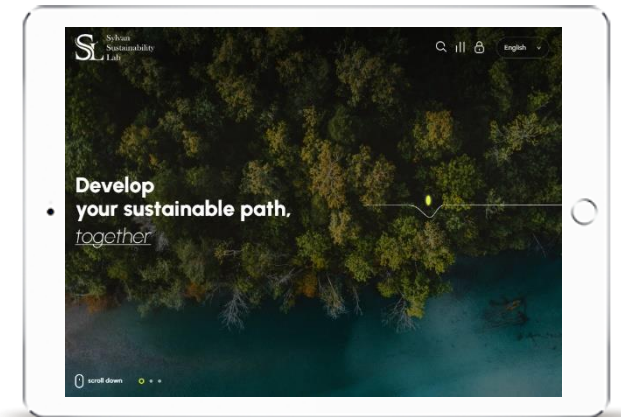 SL
Sylvan
Sustainability
Lab
English
Develop
your sustainable path,
together
scroll down